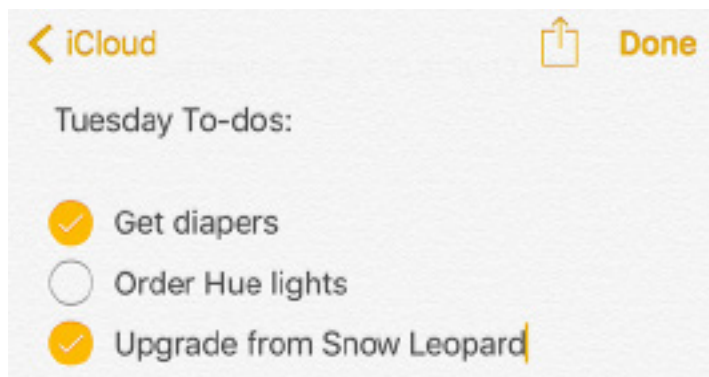 iCloud Done
Tuesday To-dos:
Get diapers
Order Hue lights
Upgrade from Snow Leopard